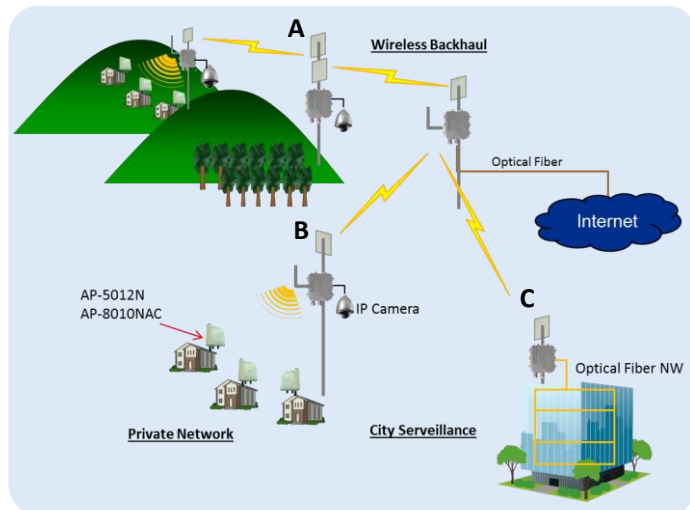 A
Wireless Backhaul
Optical Fiber
Internet
B
C
AP-5012N
AP-8010NAC
IP Camera
Optical Fiber NW
Private Network
City Serveillance